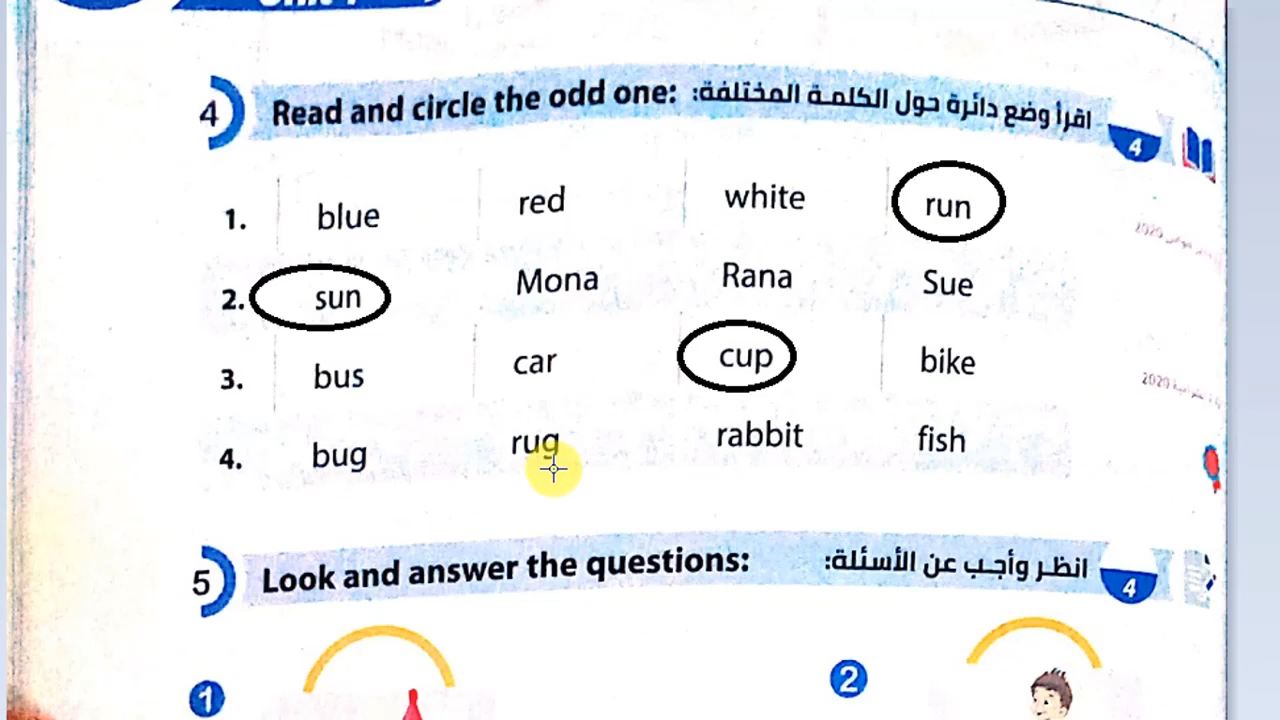 4 Read and circle the odd one: اقرأ وضع دائرة حول الكلمة المختلفة: 4
1. blue red white run
2. sun Mona Rana Sue
3. bus car cup bike
4. bug rug rabbit fish
5 Look and answer the questions: انظر وأجب عن الأسئلة: 4
1 2